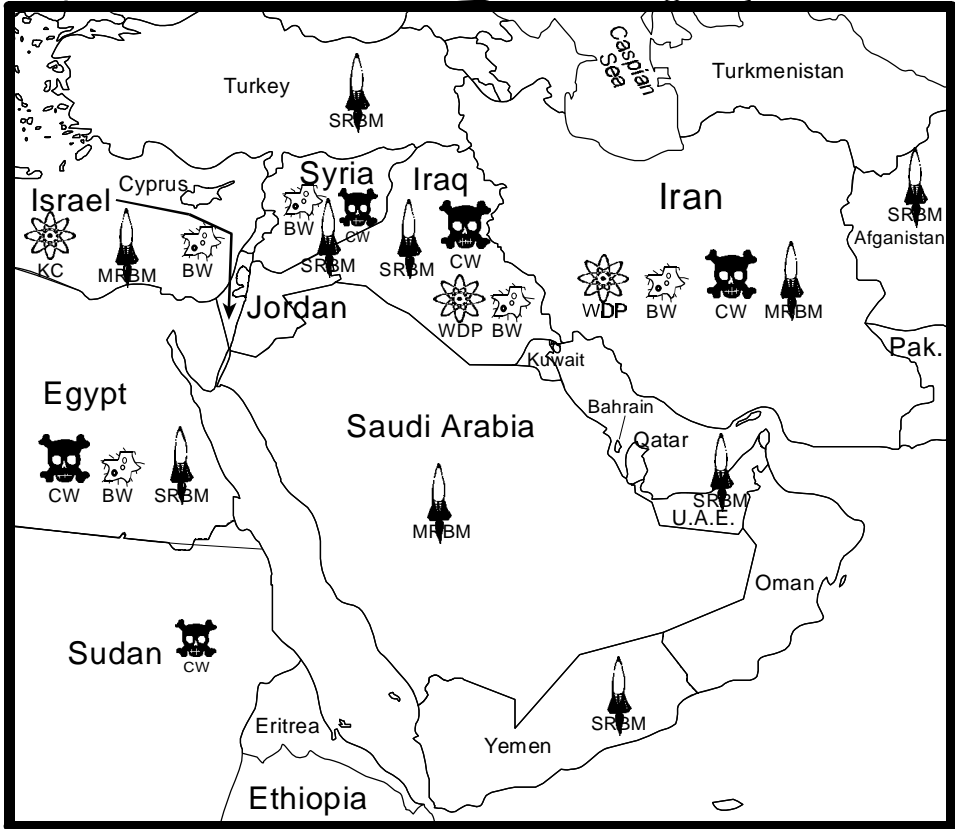 Caspian
Sea
Turkmenistan
Turkey
SRBM
Israel
Cyprus
Syria
Iraq
Iran
KC
MRBM
BW
BW
CW
SRBM
SRBM
CW
WDP
BW
WDP
BW
CW
MRBM
SRBM
Afganistan
Jordan
Kuwait
Pak.
Egypt
CW
BW
SRBM
Saudi Arabia
MRBM
Bahrain
Qatar
SRBM
U.A.E.
Oman
Sudan
CW
SRBM
Yemen
Eritrea
Ethiopia